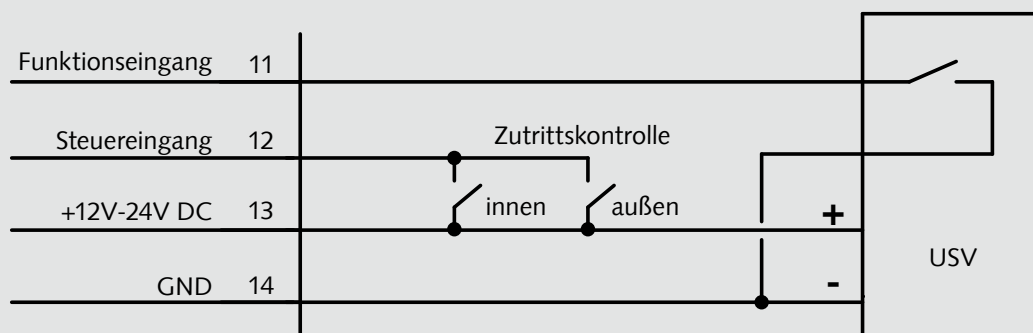 Funktionseingang 11
Steuereingang 12 Zutrittskontrolle
innen außen
+12V-24V DC 13 +
USV
GND 14 -